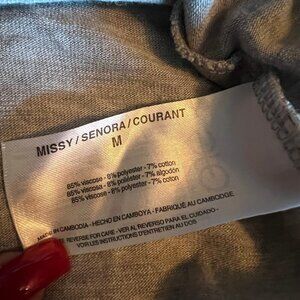 MISSY / SENORA / COURANT
M
85% viscose - 8% polyester - 7% cotton
85% viscosa - 8% polyester - 7% algodón
85% viscose - 8% polyester - 7% coton
MADE IN CAMBODIA - HECHO EN CAMBOYA - FABRIQUÉ AU CAMBODGE
REVERSE FOR CARE - VER AL REVERSO PARA EL CUIDADO -
VOIR LES INSTRUCTIONS D'ENTRETIEN AU DOS